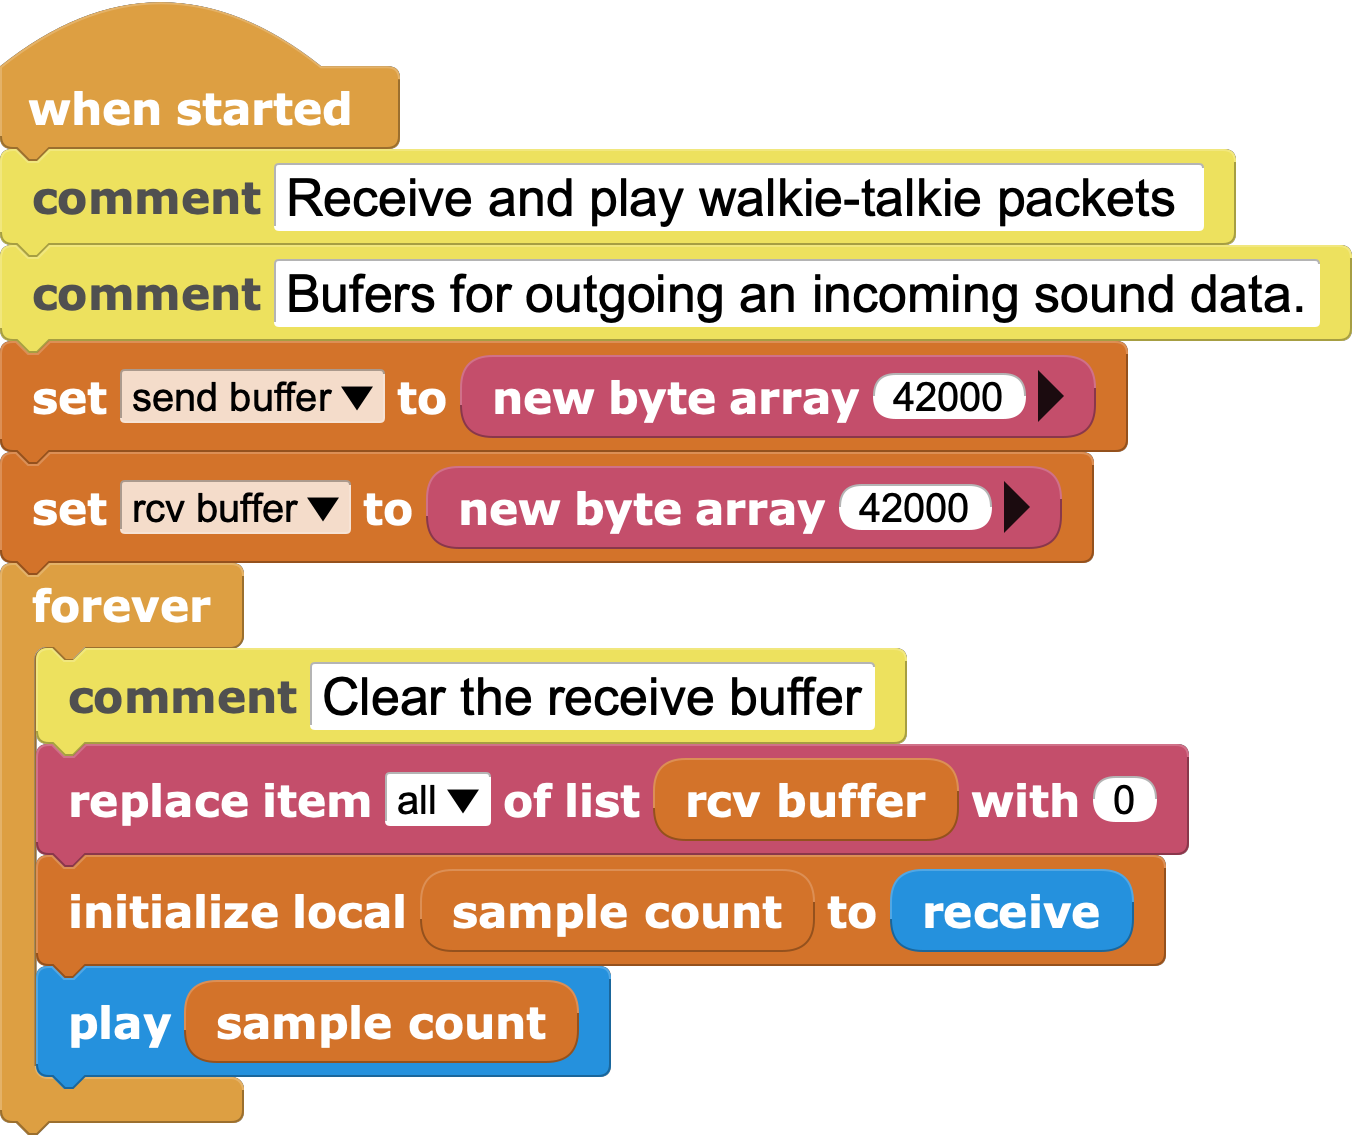 when started
comment Receive and play walkie-talkie packets
comment Bufers for outgoing an incoming sound data.
set send buffer to new byte array 42000
set rcv buffer to new byte array 42000
forever
comment Clear the receive buffer
replace item all of list rcv buffer with 0
initialize local sample count to receive
play sample count